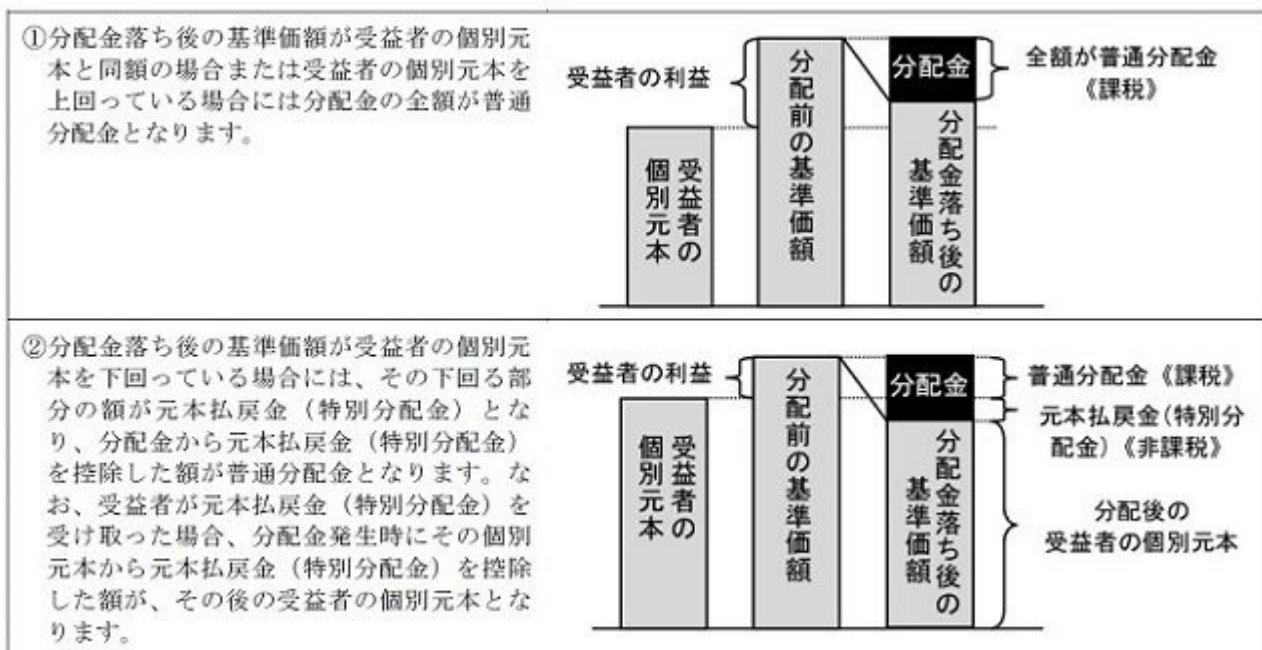 ①分配金落ち後の基準価額が受益者の個別元
本と同額の場合または受益者の個別元本を
上回っている場合には分配金の全額が普通
分配金となります。
受益者の利益
受益者の
個別元本
分配前の基準価額
分配金
分配金落ち後の
基準価額
全額が普通分配金
《課税》
②分配金落ち後の基準価額が受益者の個別元
本を下回っている場合には、その下回る部
分の額が元本払戻金（特別分配金）とな
り、分配金から元本払戻金（特別分配金）
を控除した額が普通分配金となります。な
お、受益者が元本払戻金（特別分配金）を
受け取った場合、分配金発生時にその個別
元本から元本払戻金（特別分配金）を控除
した額が、その後の受益者の個別元本とな
ります。
受益者の利益
受益者の
個別元本
分配前の基準価額
分配金
分配金落ち後の
基準価額
普通分配金《課税》
元本払戻金(特別分
配金)《非課税》
分配後の
受益者の個別元本